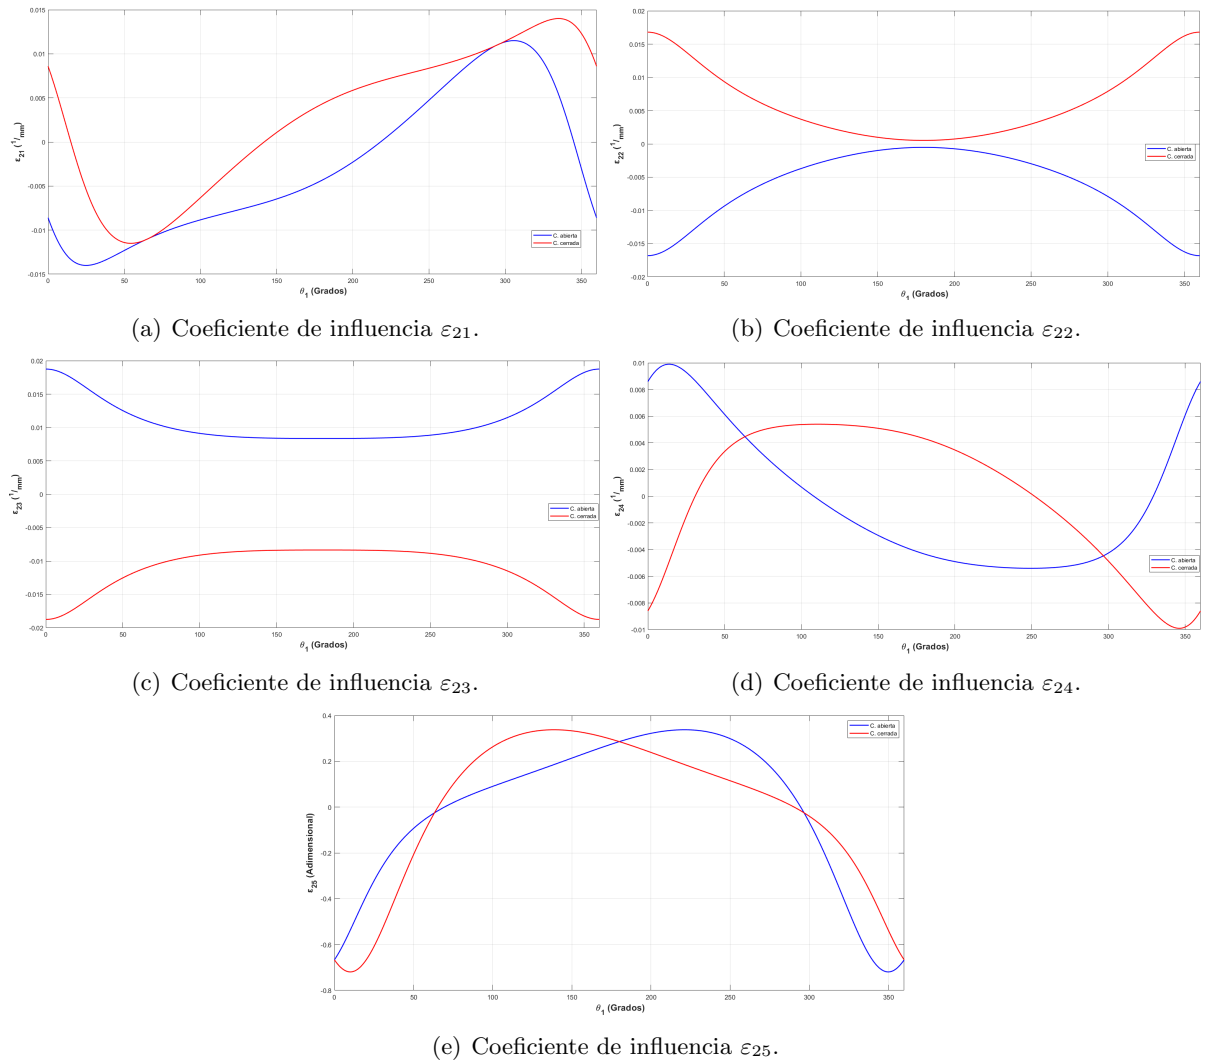 0.015
0.01
0.005
0
-0.005
-0.01
-0.015
ε21 (1/mm)
C. abierta
C. cerrada
0 50 100 150 200 250 300 350
θ1 (Grados)
(a) Coeficiente de influencia ε21.
0.02
0.015
0.01
0.005
0
-0.005
-0.01
-0.015
-0.02
ε22 (1/mm)
C. abierta
C. cerrada
0 50 100 150 200 250 300 350
θ1 (Grados)
(b) Coeficiente de influencia ε22.
0.02
0.015
0.01
0.005
0
-0.005
-0.01
-0.015
-0.02
ε23 (1/mm)
C. abierta
C. cerrada
0 50 100 150 200 250 300 350
θ1 (Grados)
(c) Coeficiente de influencia ε23.
0.01
0.008
0.006
0.004
0.002
0
-0.002
-0.004
-0.006
-0.008
-0.01
ε24 (1/mm)
C. abierta
C. cerrada
0 50 100 150 200 250 300 350
θ1 (Grados)
(d) Coeficiente de influencia ε24.
0.4
0.2
0
-0.2
-0.4
-0.6
-0.8
ε25 (Adimensional)
C. abierta
C. cerrada
0 50 100 150 200 250 300 350
θ1 (Grados)
(e) Coeficiente de influencia ε25.